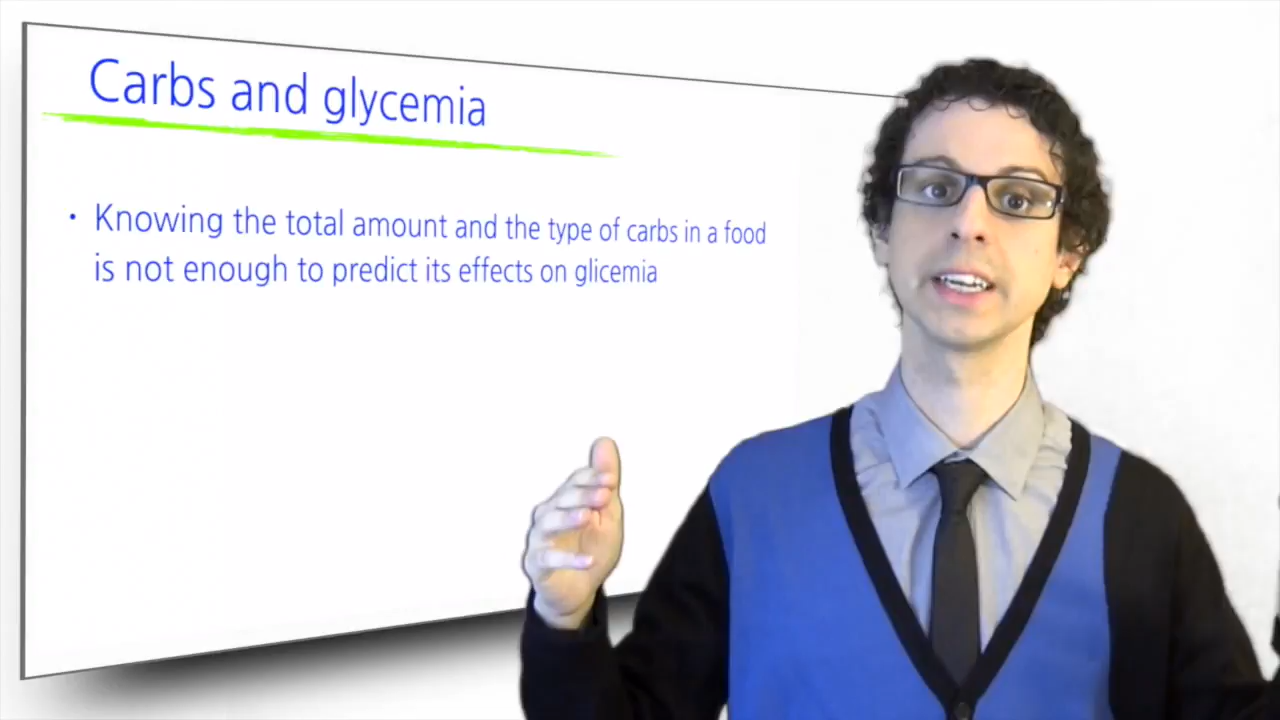 Carbs and glycemia
• Knowing the total amount and the type of carbs in a food
is not enough to predict its effects on glicemia